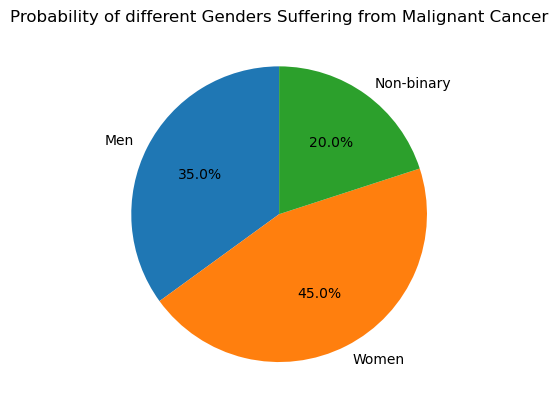 Probability of different Genders Suffering from Malignant Cancer
Non-binary
Men
20.0%
35.0%
45.0%
Women